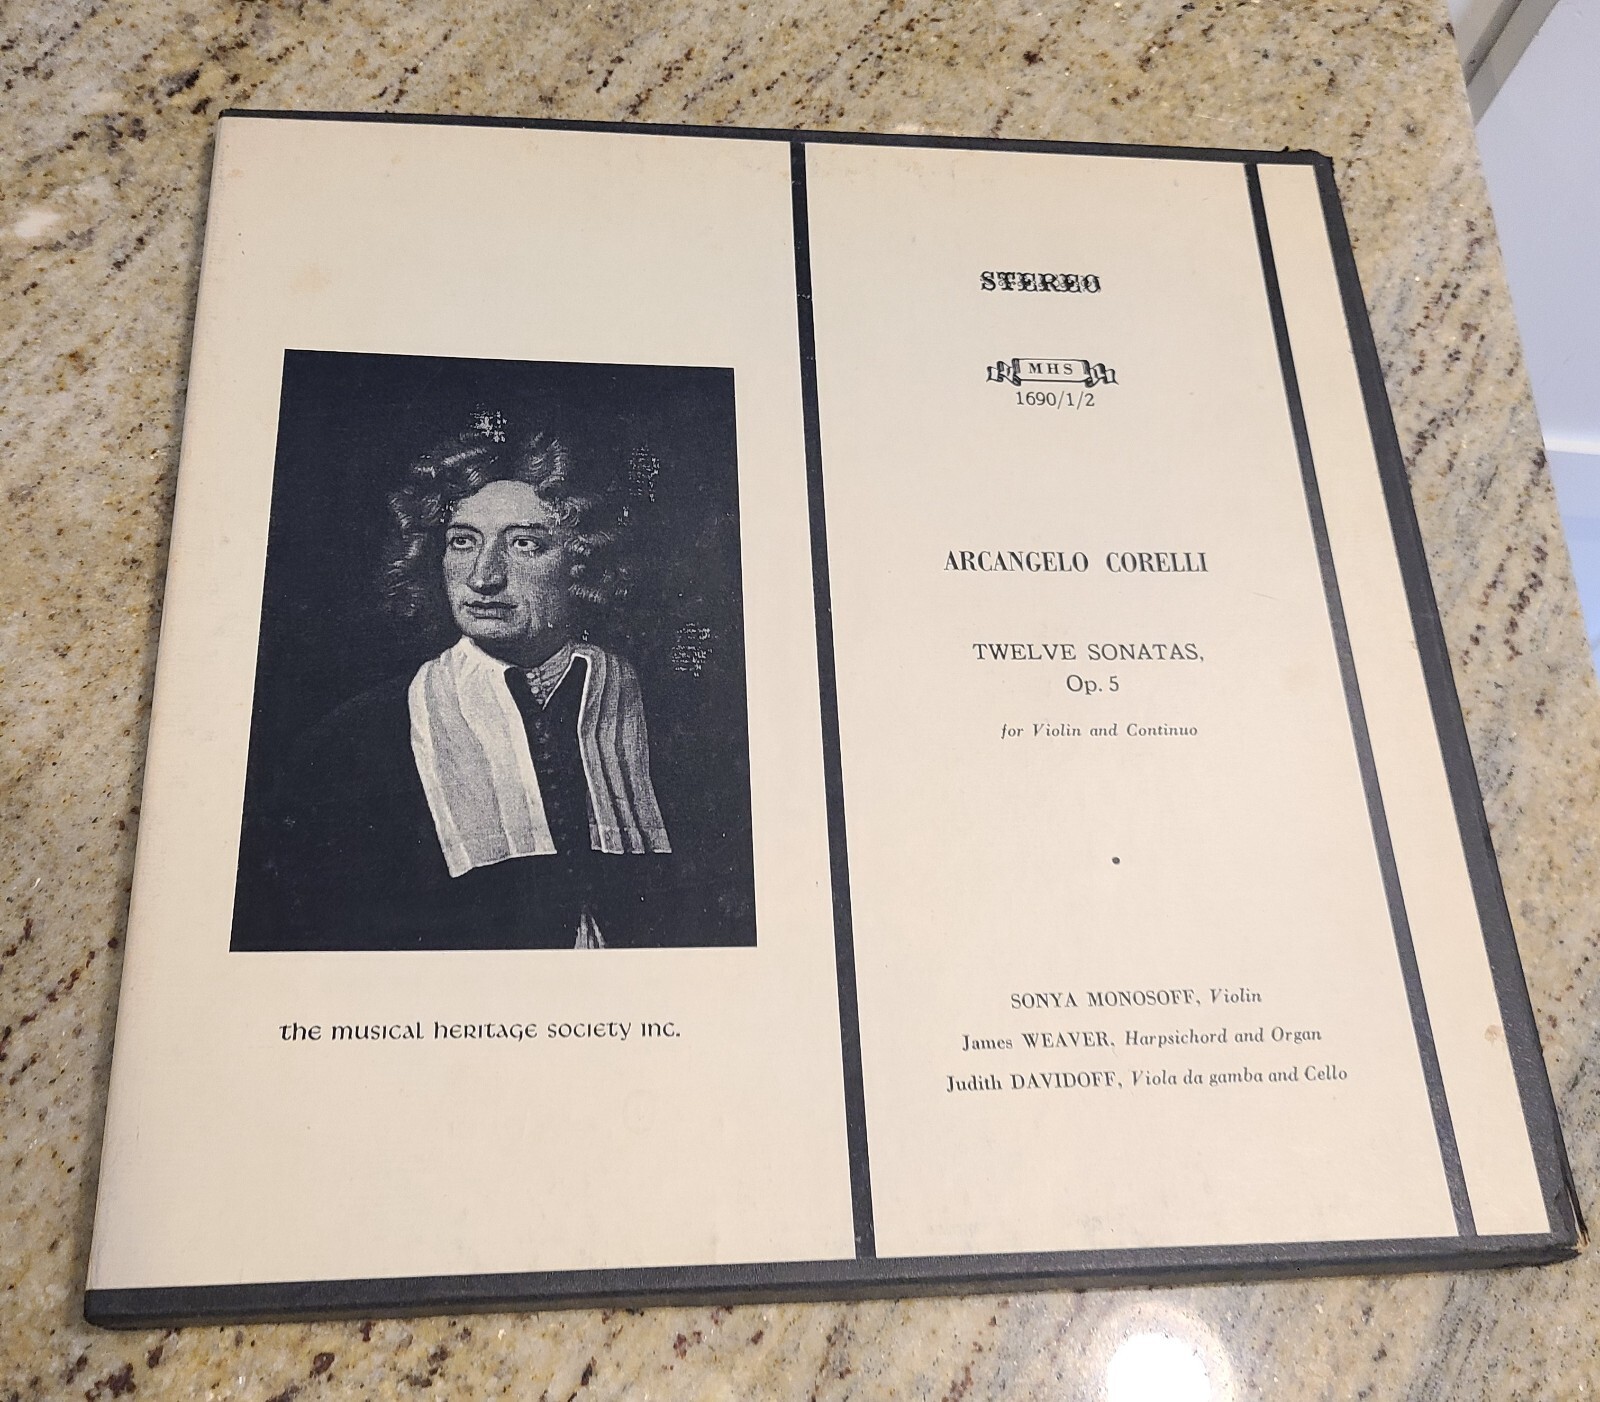 STEREO
MHS
1690/1/2
ARCANGELO CORELLI
TWELVE SONATAS,
Op. 5
for Violin and Continuo
SONYA MONOSOFF, Violin
James WEAVER, Harpsichord and Organ
Judith DAVIDOFF, Viola da gamba and Cello
the musical heritage society inc.